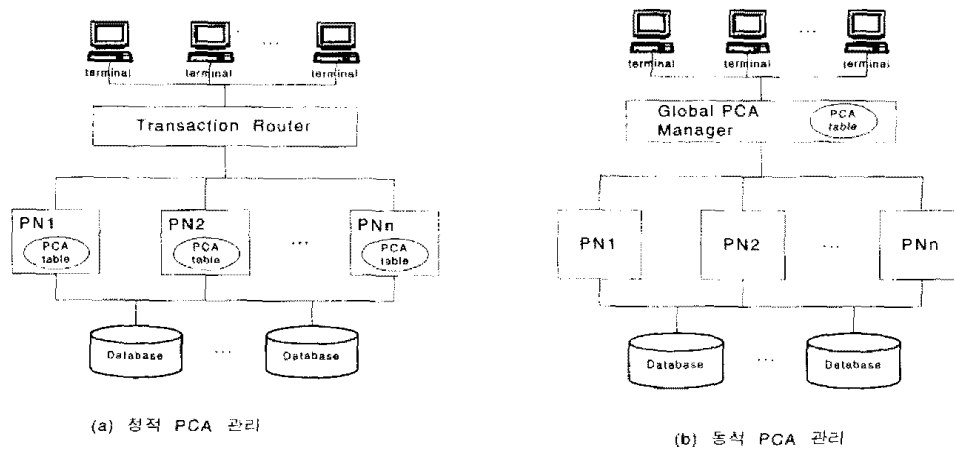 terminal
terminal
...
terminal
Transaction Router
PN1
PCA
table
PN2
PCA
table
...
PNn
PCA
table
Database
...
Database
(a) 정적 PCA 관리
terminal
terminal
...
terminal
Global PCA
Manager
PCA
table
PN1
PN2
...
PNn
Database
...
Database
(b) 동적 PCA 관리